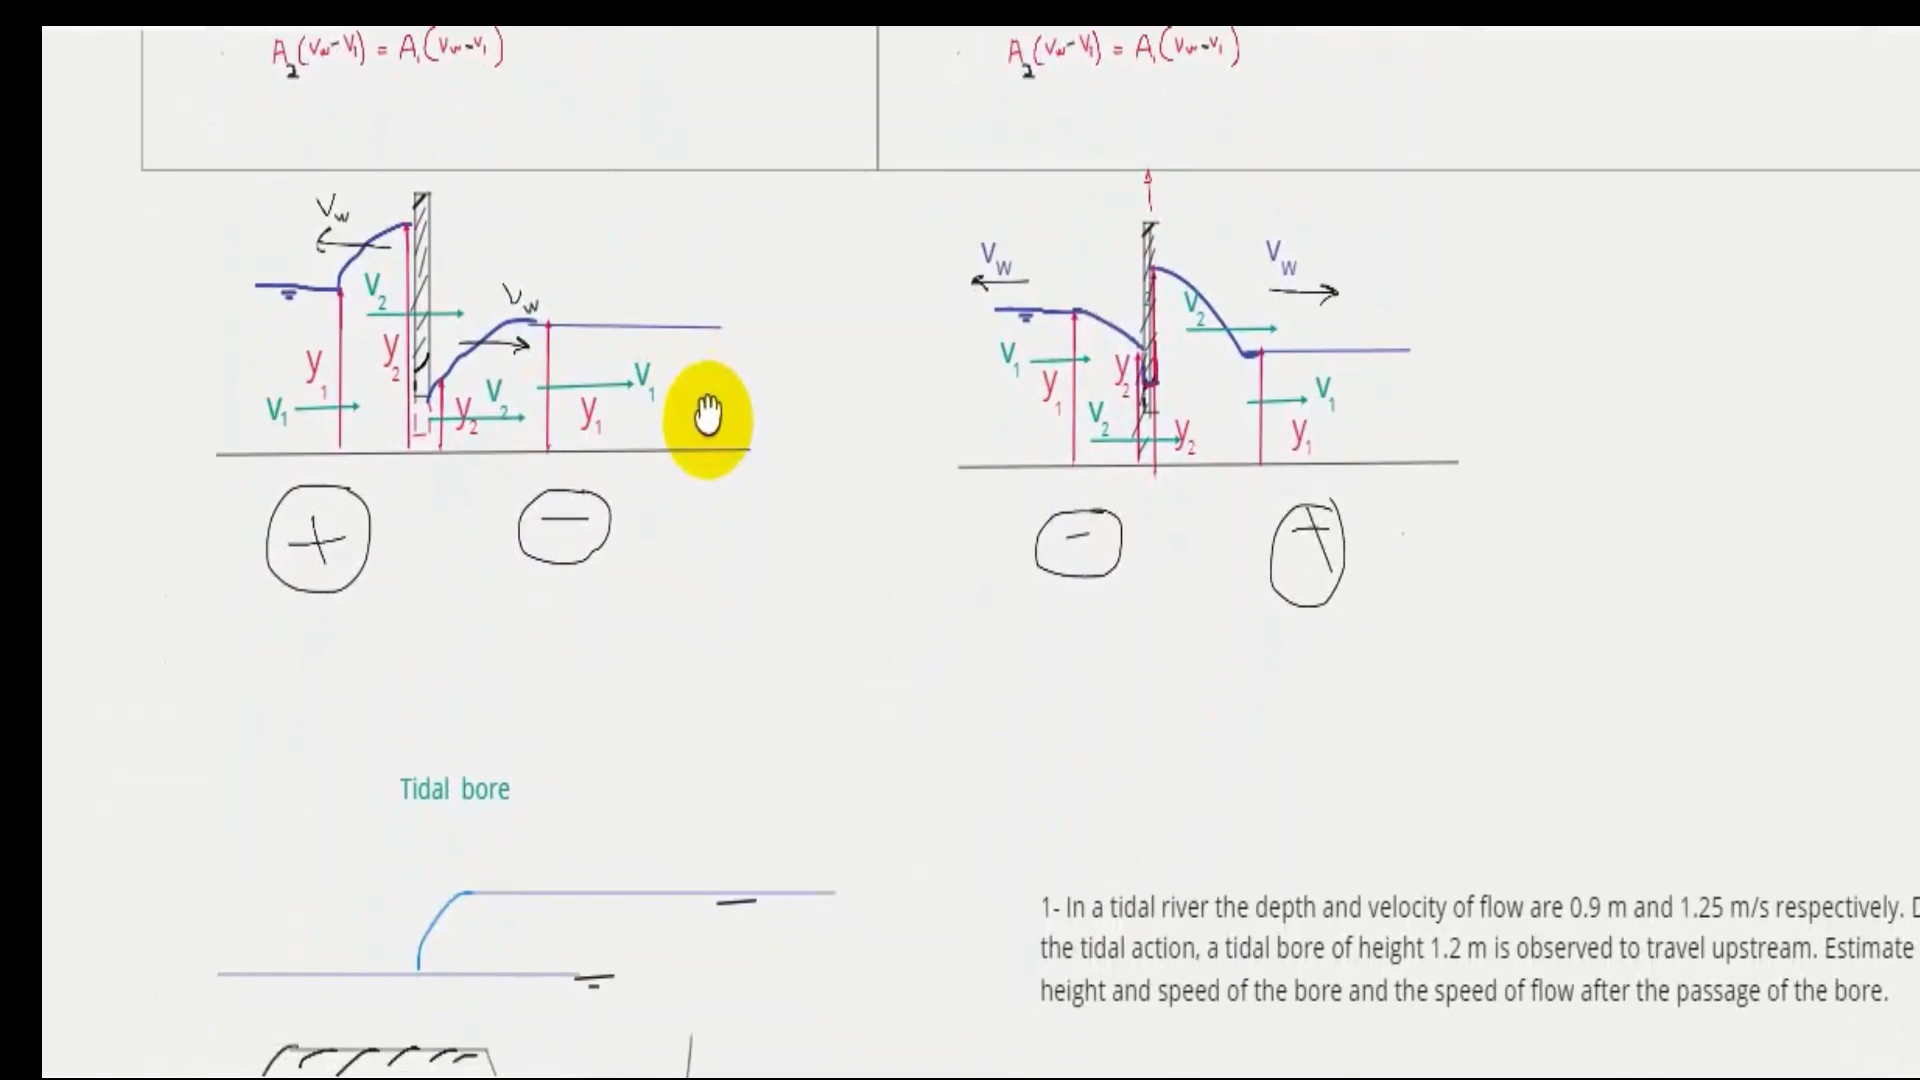 A₂(Vw-V₁) = A₁(Vw-V₁)
A₂(Vw-V₁) = A₁(Vw-V₁)
Vw
V₂
y₁
y₂
V₁
Vw
V₂
y₂
V₁
y₁
+
−
Vw
Vw
V₁
y₁
y₂
V₂
V₂
y₂
V₁
y₁
-
+
Tidal bore
1- In a tidal river the depth and velocity of flow are 0.9 m and 1.25 m/s respectively. D
the tidal action, a tidal bore of height 1.2 m is observed to travel upstream. Estimate
height and speed of the bore and the speed of flow after the passage of the bore.